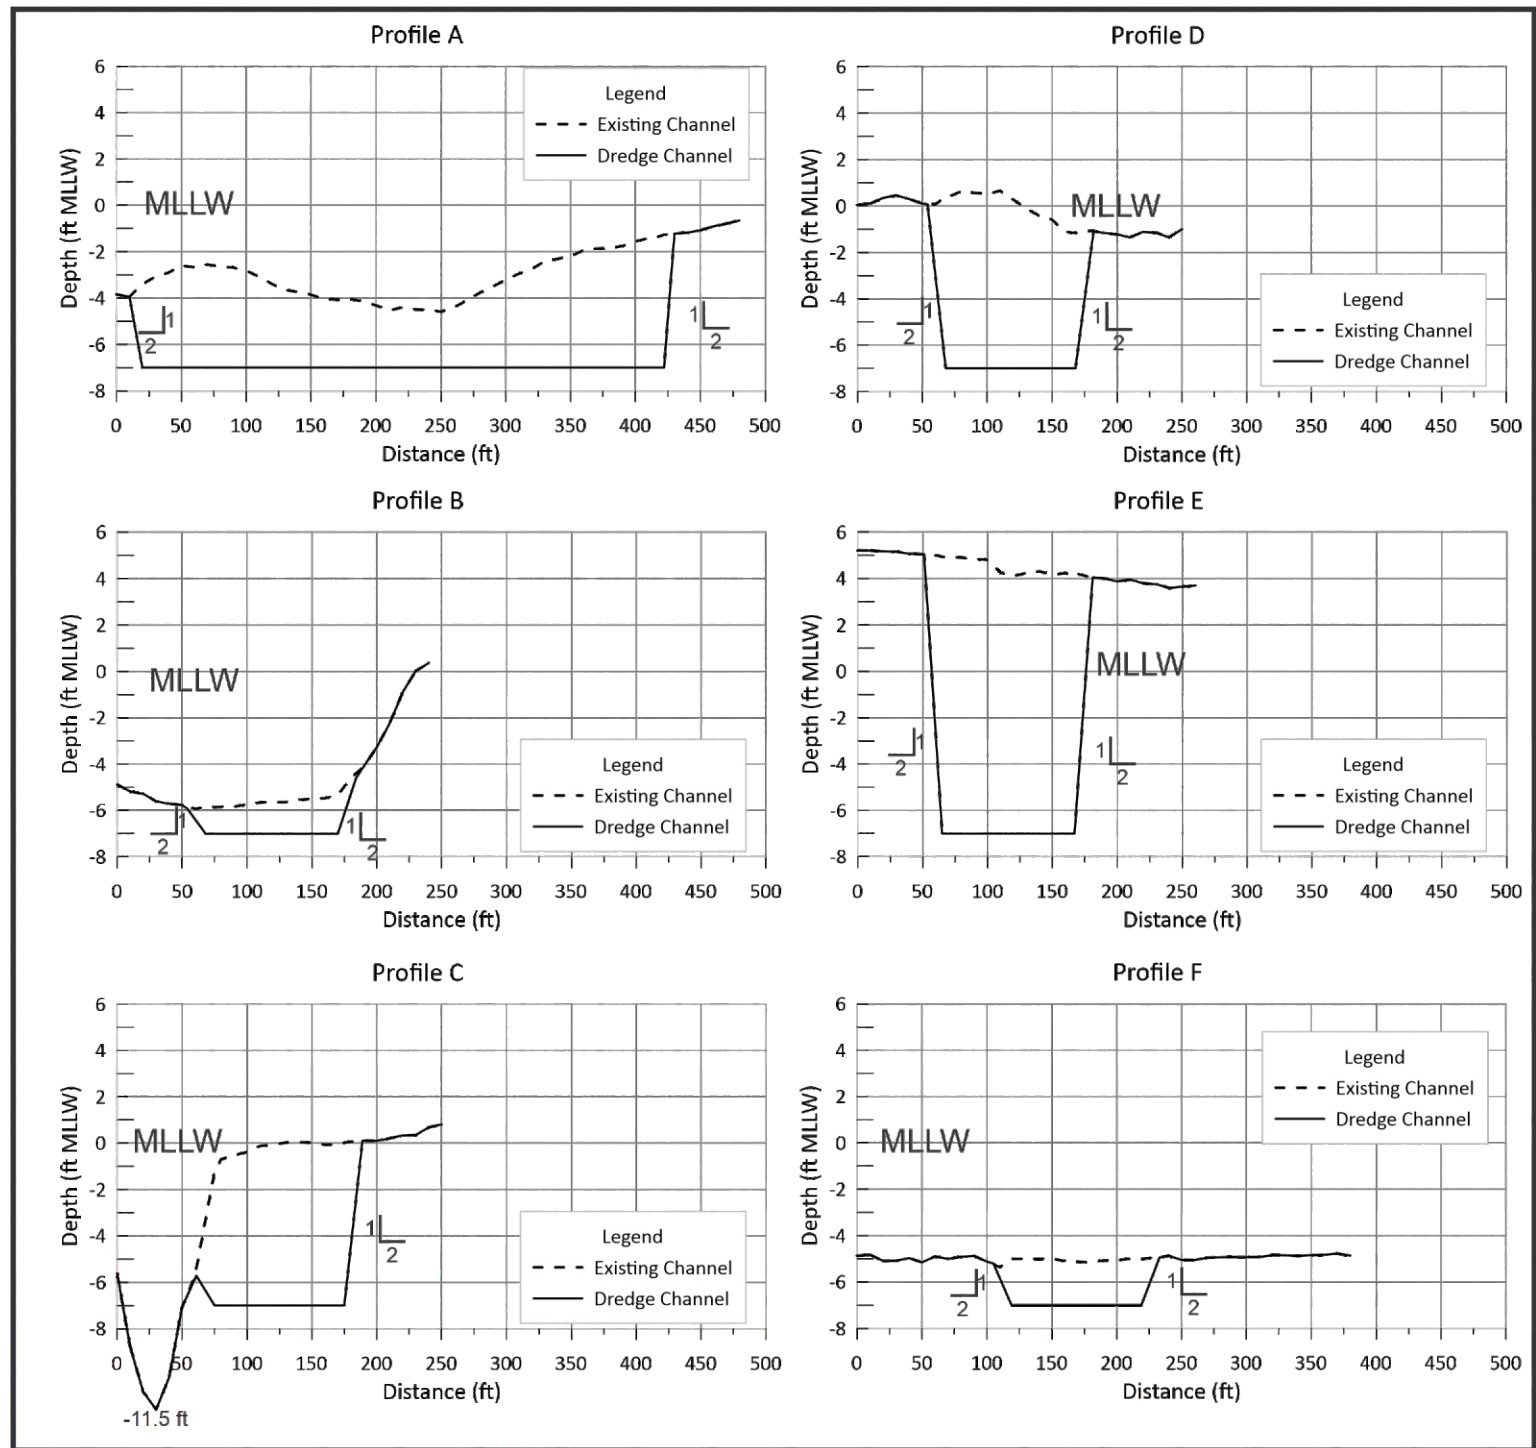 Profile A
6
4
2
0
-2
-4
-6
-8
Depth (ft MLLW)
MLLW
Legend
Existing Channel
Dredge Channel
1
2
1
2
0 50 100 150 200 250 300 350 400 450 500
Distance (ft)
Profile D
6
4
2
0
-2
-4
-6
-8
Depth (ft MLLW)
MLLW
Legend
Existing Channel
Dredge Channel
1
2
1
2
0 50 100 150 200 250 300 350 400 450 500
Distance (ft)
Profile B
6
4
2
0
-2
-4
-6
-8
Depth (ft MLLW)
MLLW
Legend
Existing Channel
Dredge Channel
1
2
1
2
0 50 100 150 200 250 300 350 400 450 500
Distance (ft)
Profile E
6
4
2
0
-2
-4
-6
-8
Depth (ft MLLW)
MLLW
Legend
Existing Channel
Dredge Channel
1
2
1
2
0 50 100 150 200 250 300 350 400 450 500
Distance (ft)
Profile C
6
4
2
0
-2
-4
-6
-8
Depth (ft MLLW)
MLLW
Legend
Existing Channel
Dredge Channel
1
2
0 50 100 150 200 250 300 350 400 450 500
Distance (ft)
-11.5 ft
Profile F
6
4
2
0
-2
-4
-6
-8
Depth (ft MLLW)
MLLW
Legend
Existing Channel
Dredge Channel
1
2
1
2
0 50 100 150 200 250 300 350 400 450 500
Distance (ft)